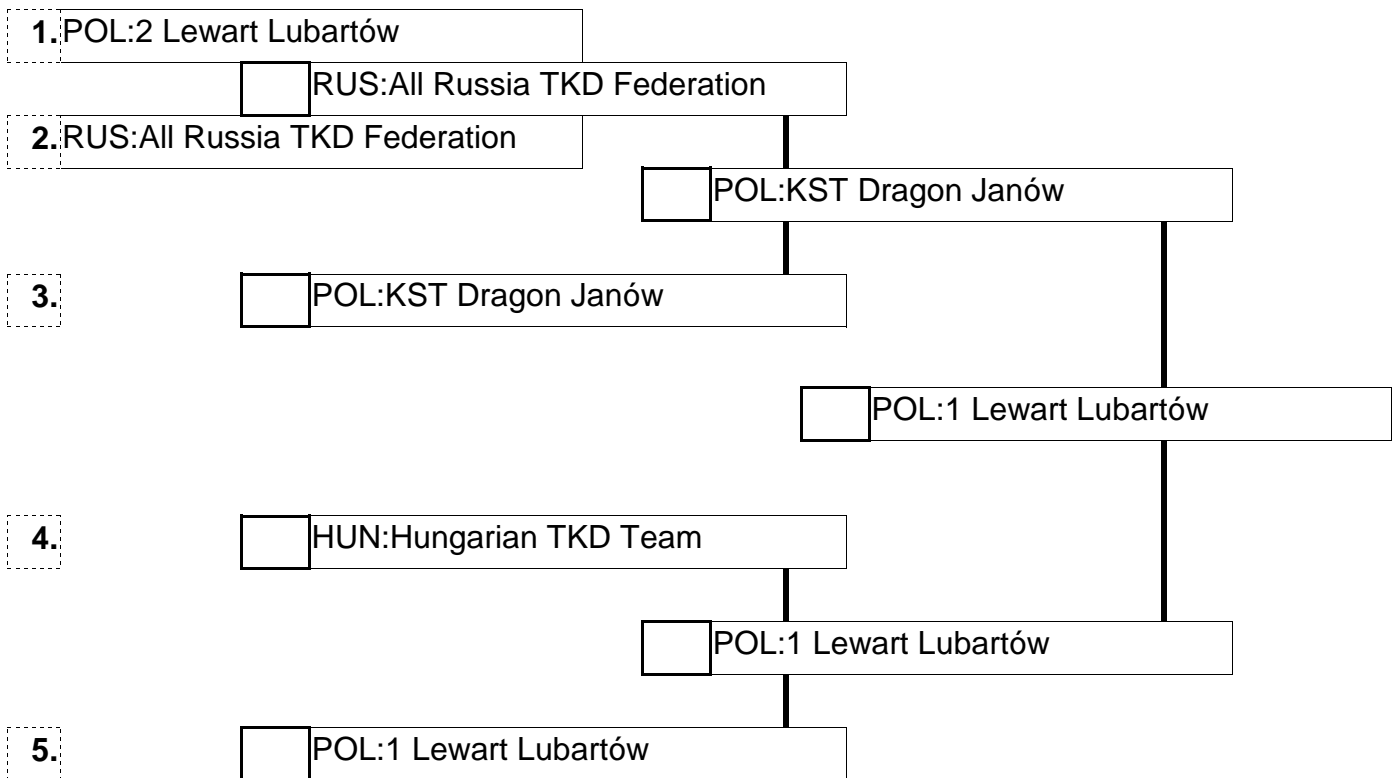 1. POL:2 Lewart Lubartów
RUS:All Russia TKD Federation
2. RUS:All Russia TKD Federation
POL:KST Dragon Janów
3. POL:KST Dragon Janów
POL:1 Lewart Lubartów
4. HUN:Hungarian TKD Team
POL:1 Lewart Lubartów
5. POL:1 Lewart Lubartów